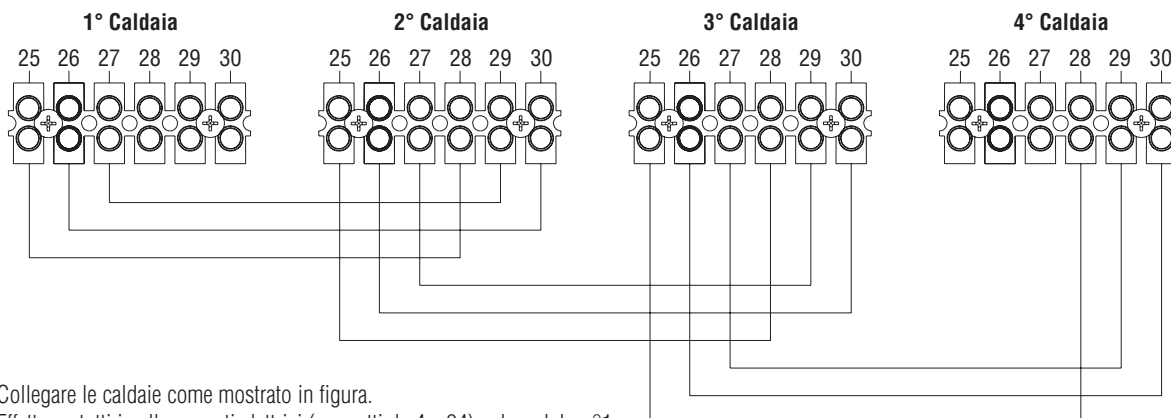 1° Caldaia 2° Caldaia 3° Caldaia 4° Caldaia
25 26 27 28 29 30 25 26 27 28 29 30 25 26 27 28 29 30 25 26 27 28 29 30
Collegare le caldaie come mostrato in figura.